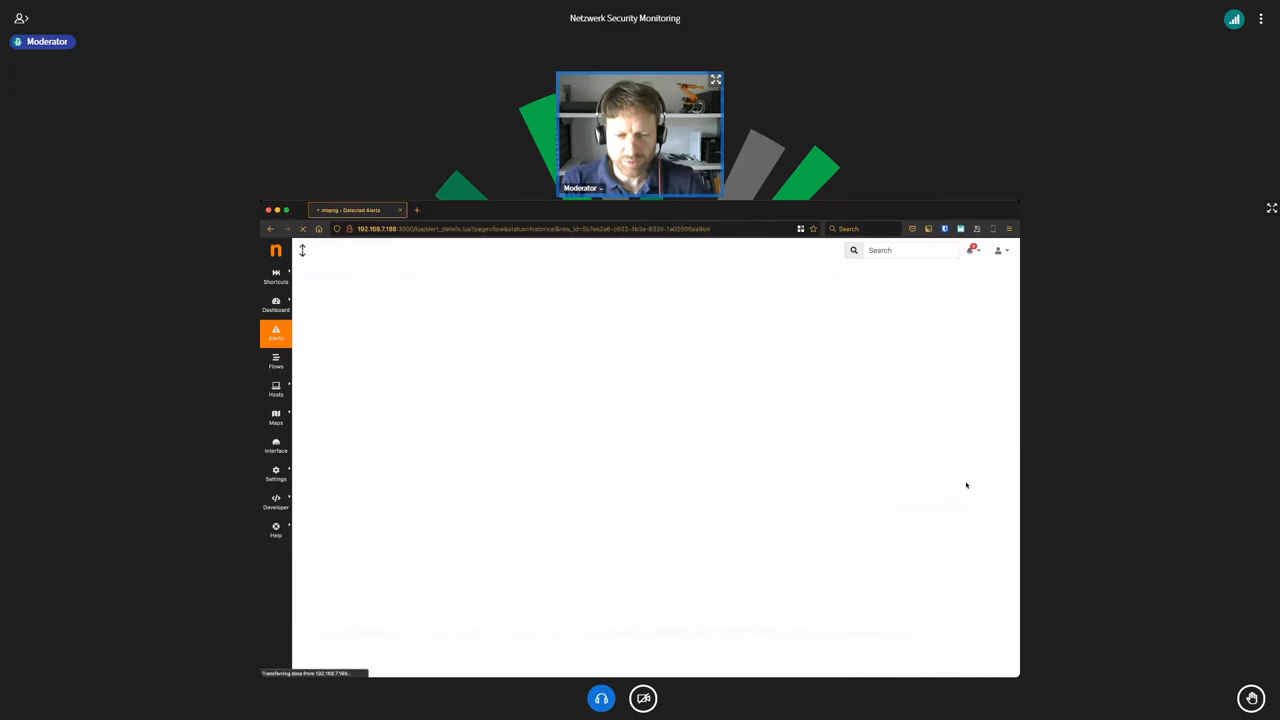 Netzwerk Security Monitoring
Moderator
Moderator
ntopng - Detected Alerts
Search
Search
Shortcuts
Dashboard
Alerts
Flows
Hosts
Maps
Interface
Settings
Developer
Help